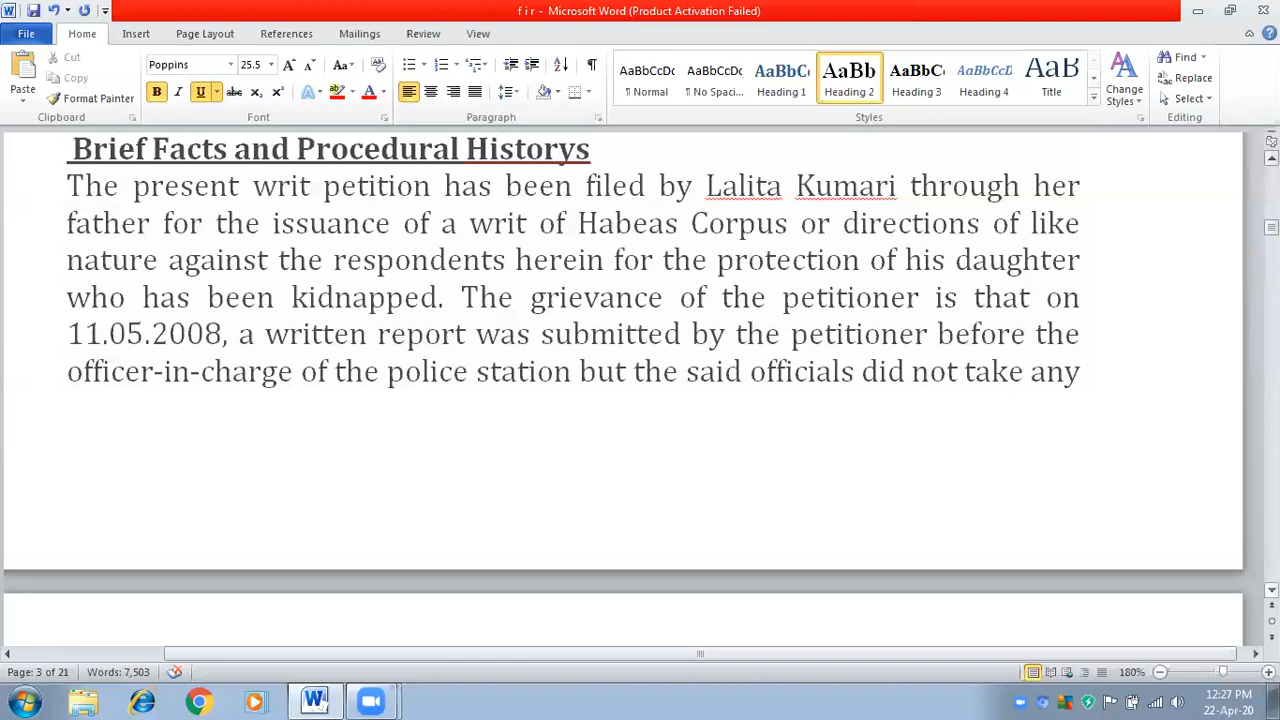 f i r - Microsoft Word (Product Activation Failed)
File Home Insert Page Layout References Mailings Review View
Paste
Cut
Copy
Format Painter
Clipboard
Poppins 25.5
Font
Paragraph
AaBbCcDc AaBbCcDc AaBbC AaBb AaBbC AaBbCcD AaB
¶ Normal ¶ No Spaci... Heading 1 Heading 2 Heading 3 Heading 4 Title
Change Styles
Styles
Find
Replace
Select
Editing
Brief Facts and Procedural Historys
The present writ petition has been filed by Lalita Kumari through her
father for the issuance of a writ of Habeas Corpus or directions of like
nature against the respondents herein for the protection of his daughter
who has been kidnapped. The grievance of the petitioner is that on
11.05.2008, a written report was submitted by the petitioner before the
officer-in-charge of the police station but the said officials did not take any
Page: 3 of 21 Words: 7,503 180%
12:27 PM
22-Apr-20